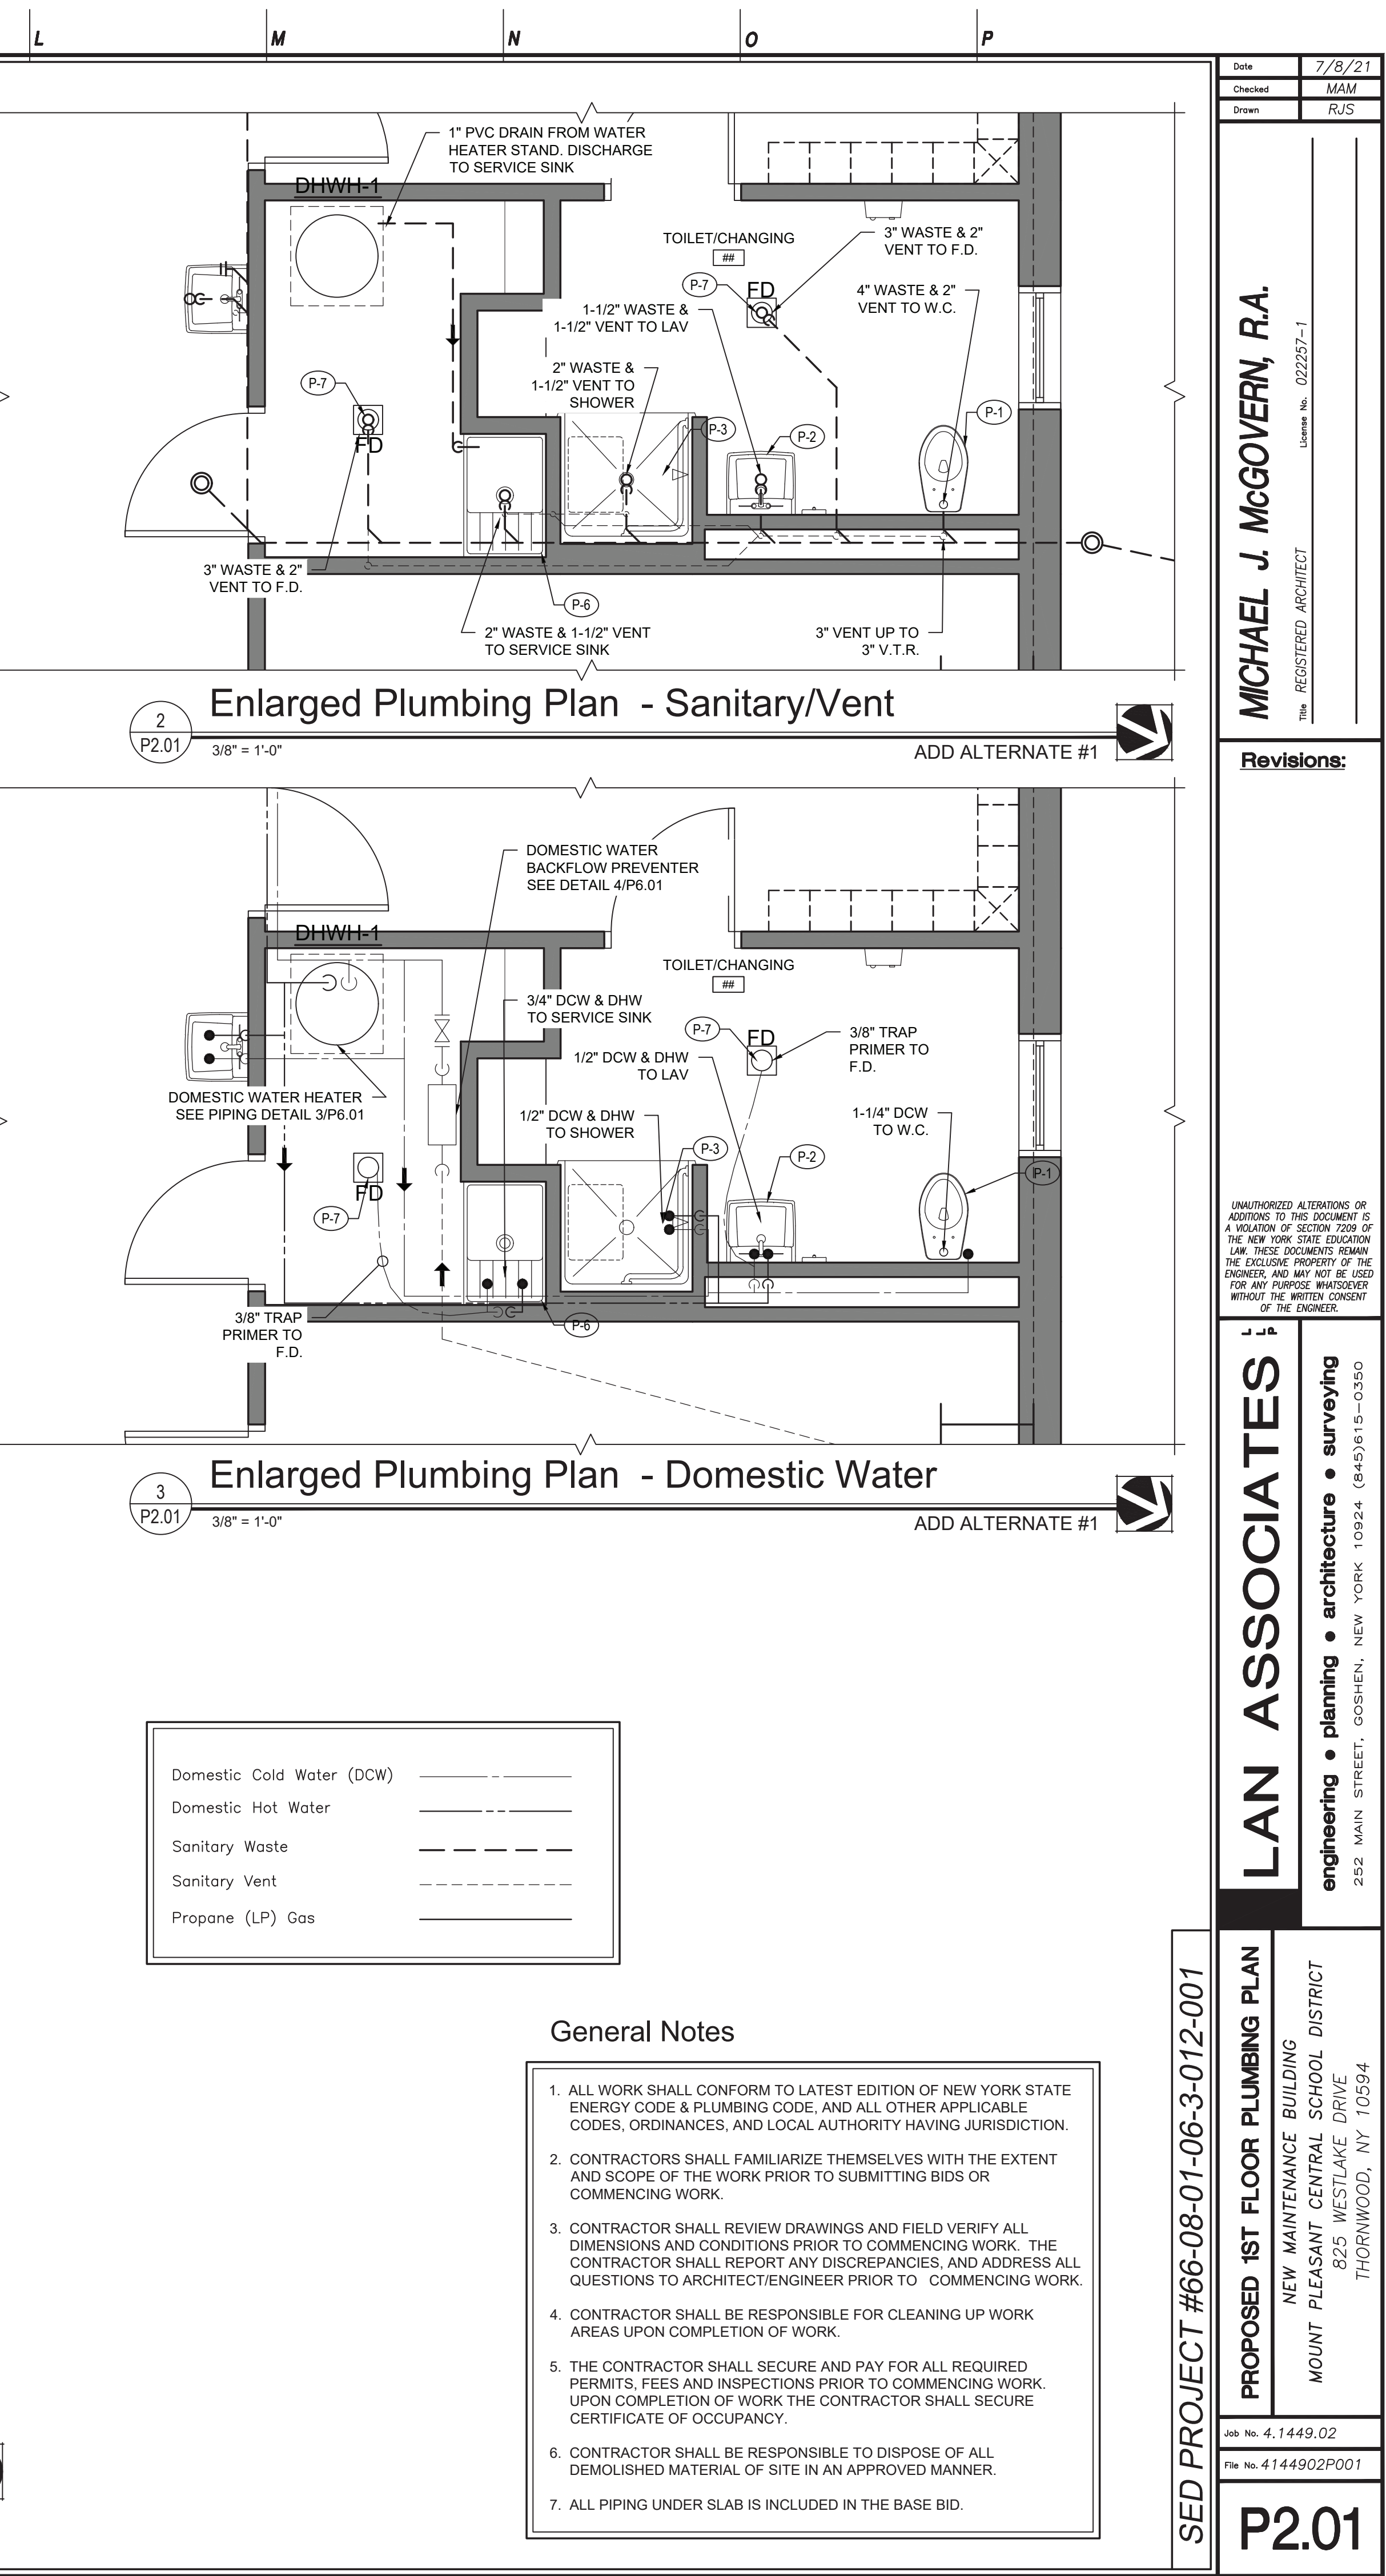 L
M
N
O
P
Date 7/8/21
Checked MAM
Drawn RJS
1" PVC DRAIN FROM WATER
HEATER STAND. DISCHARGE
TO SERVICE SINK
DHWH-1
TOILET/CHANGING
##
3" WASTE & 2"
VENT TO F.D.
P-7
FD
4" WASTE & 2"
VENT TO W.C.
1-1/2" WASTE &
1-1/2" VENT TO LAV
2" WASTE &
1-1/2" VENT TO
SHOWER
P-7
FD
P-3
P-2
P-1
3" WASTE & 2"
VENT TO F.D.
P-6
2" WASTE & 1-1/2" VENT
TO SERVICE SINK
3" VENT UP TO
3" V.T.R.
2
P2.01
Enlarged Plumbing Plan - Sanitary/Vent
3/8" = 1'-0"
ADD ALTERNATE #1
DOMESTIC WATER
BACKFLOW PREVENTER
SEE DETAIL 4/P6.01
DHWH-1
TOILET/CHANGING
##
3/4" DCW & DHW
TO SERVICE SINK
P-7
FD
3/8" TRAP
PRIMER TO
F.D.
1/2" DCW & DHW
TO LAV
DOMESTIC WATER HEATER
SEE PIPING DETAIL 3/P6.01
1/2" DCW & DHW
TO SHOWER
1-1/4" DCW
TO W.C.
P-3
P-2
P-1
FD
P-7
3/8" TRAP
PRIMER TO
F.D.
P-6
3
P2.01
Enlarged Plumbing Plan - Domestic Water
3/8" = 1'-0"
ADD ALTERNATE #1
Domestic Cold Water (DCW)
Domestic Hot Water
Sanitary Waste
Sanitary Vent
Propane (LP) Gas
General Notes
1. ALL WORK SHALL CONFORM TO LATEST EDITION OF NEW YORK STATE
ENERGY CODE & PLUMBING CODE, AND ALL OTHER APPLICABLE
CODES, ORDINANCES, AND LOCAL AUTHORITY HAVING JURISDICTION.
2. CONTRACTORS SHALL FAMILIARIZE THEMSELVES WITH THE EXTENT
AND SCOPE OF THE WORK PRIOR TO SUBMITTING BIDS OR
COMMENCING WORK.
3. CONTRACTOR SHALL REVIEW DRAWINGS AND FIELD VERIFY ALL
DIMENSIONS AND CONDITIONS PRIOR TO COMMENCING WORK. THE
CONTRACTOR SHALL REPORT ANY DISCREPANCIES, AND ADDRESS ALL
QUESTIONS TO ARCHITECT/ENGINEER PRIOR TO COMMENCING WORK.
4. CONTRACTOR SHALL BE RESPONSIBLE FOR CLEANING UP WORK
AREAS UPON COMPLETION OF WORK.
5. THE CONTRACTOR SHALL SECURE AND PAY FOR ALL REQUIRED
PERMITS, FEES AND INSPECTIONS PRIOR TO COMMENCING WORK.
UPON COMPLETION OF WORK THE CONTRACTOR SHALL SECURE
CERTIFICATE OF OCCUPANCY.
6. CONTRACTOR SHALL BE RESPONSIBLE TO DISPOSE OF ALL
DEMOLISHED MATERIAL OF SITE IN AN APPROVED MANNER.
7. ALL PIPING UNDER SLAB IS INCLUDED IN THE BASE BID.
MICHAEL J. McGOVERN, R.A.
Title REGISTERED ARCHITECT License No. 022257-1
Revisions:
UNAUTHORIZED ALTERATIONS OR
ADDITIONS TO THIS DOCUMENT IS
A VIOLATION OF SECTION 7209 OF
THE NEW YORK STATE EDUCATION
LAW. THESE DOCUMENTS REMAIN
THE EXCLUSIVE PROPERTY OF THE
ENGINEER, AND MAY NOT BE USED
FOR ANY PURPOSE WHATSOEVER
WITHOUT THE WRITTEN CONSENT
OF THE ENGINEER.
LAN ASSOCIATES LLP
engineering ● planning ● architecture ● surveying
252 MAIN STREET, GOSHEN, NEW YORK 10924 (845)615-0350
SED PROJECT #66-08-01-06-3-012-001
PROPOSED 1ST FLOOR PLUMBING PLAN
NEW MAINTENANCE BUILDING
MOUNT PLEASANT CENTRAL SCHOOL DISTRICT
825 WESTLAKE DRIVE
THORNWOOD, NY 10594
Job No. 4.1449.02
File No. 4144902P001
P2.01